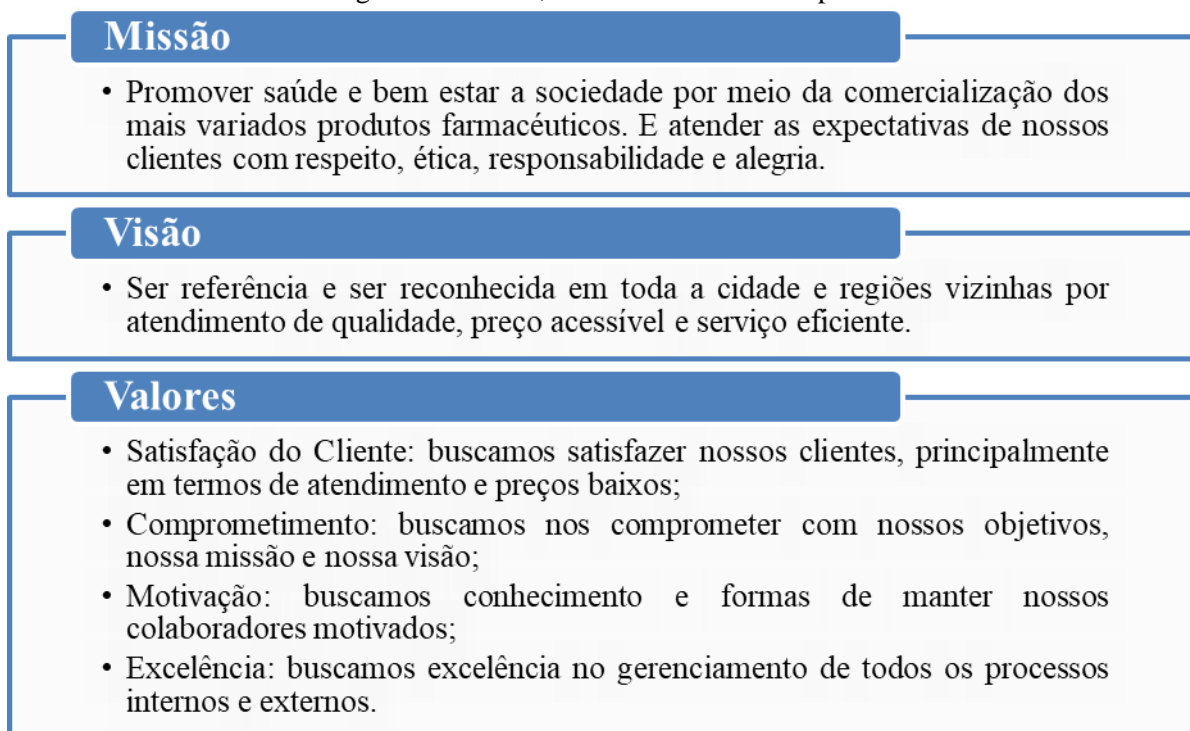 Missão
• Promover saúde e bem estar a sociedade por meio da comercialização dos
mais variados produtos farmacéuticos. E atender as expectativas de nossos
clientes com respeito, ética, responsabilidade e alegria.
Visão
• Ser referência e ser reconhecida em toda a cidade e regiões vizinhas por
atendimento de qualidade, preço acessível e serviço eficiente.
Valores
• Satisfação do Cliente: buscamos satisfazer nossos clientes, principalmente
em termos de atendimento e preços baixos;
• Comprometimento: buscamos nos comprometer com nossos objetivos,
nossa missão e nossa visão;
• Motivação: buscamos conhecimento e formas de manter nossos
colaboradores motivados;
• Excelência: buscamos excelência no gerenciamento de todos os processos
internos e externos.